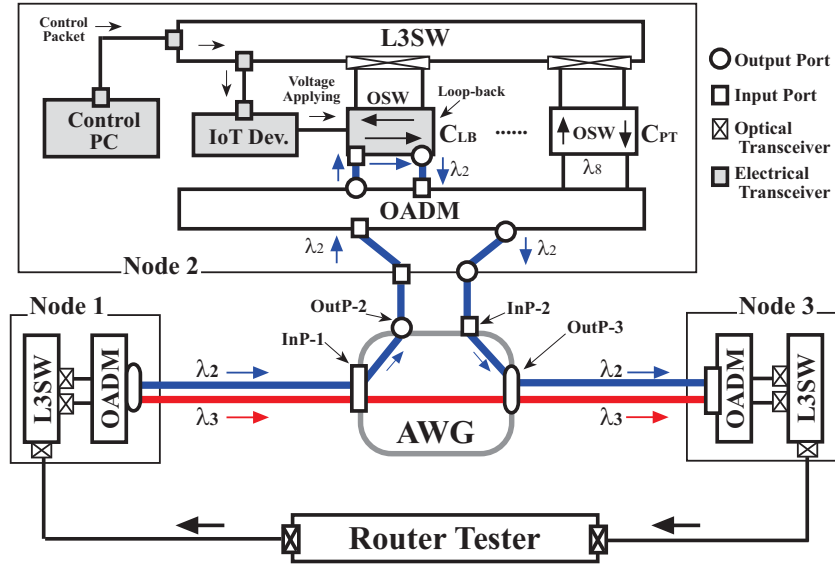 Control
Packet
L3SW
Voltage
Applying
OSW
Loop-back
Control
PC
IoT Dev.
CLB
......
OSW
CPT
Output Port
Input Port
Optical
Transceiver
Electrical
Transceiver
λ2
λ8
OADM
λ2
λ2
Node 2
Node 1
OutP-2
InP-2
Node 3
InP-1
OutP-3
L3SW
OADM
λ2
λ2
OADM
L3SW
λ3
λ3
AWG
Router Tester